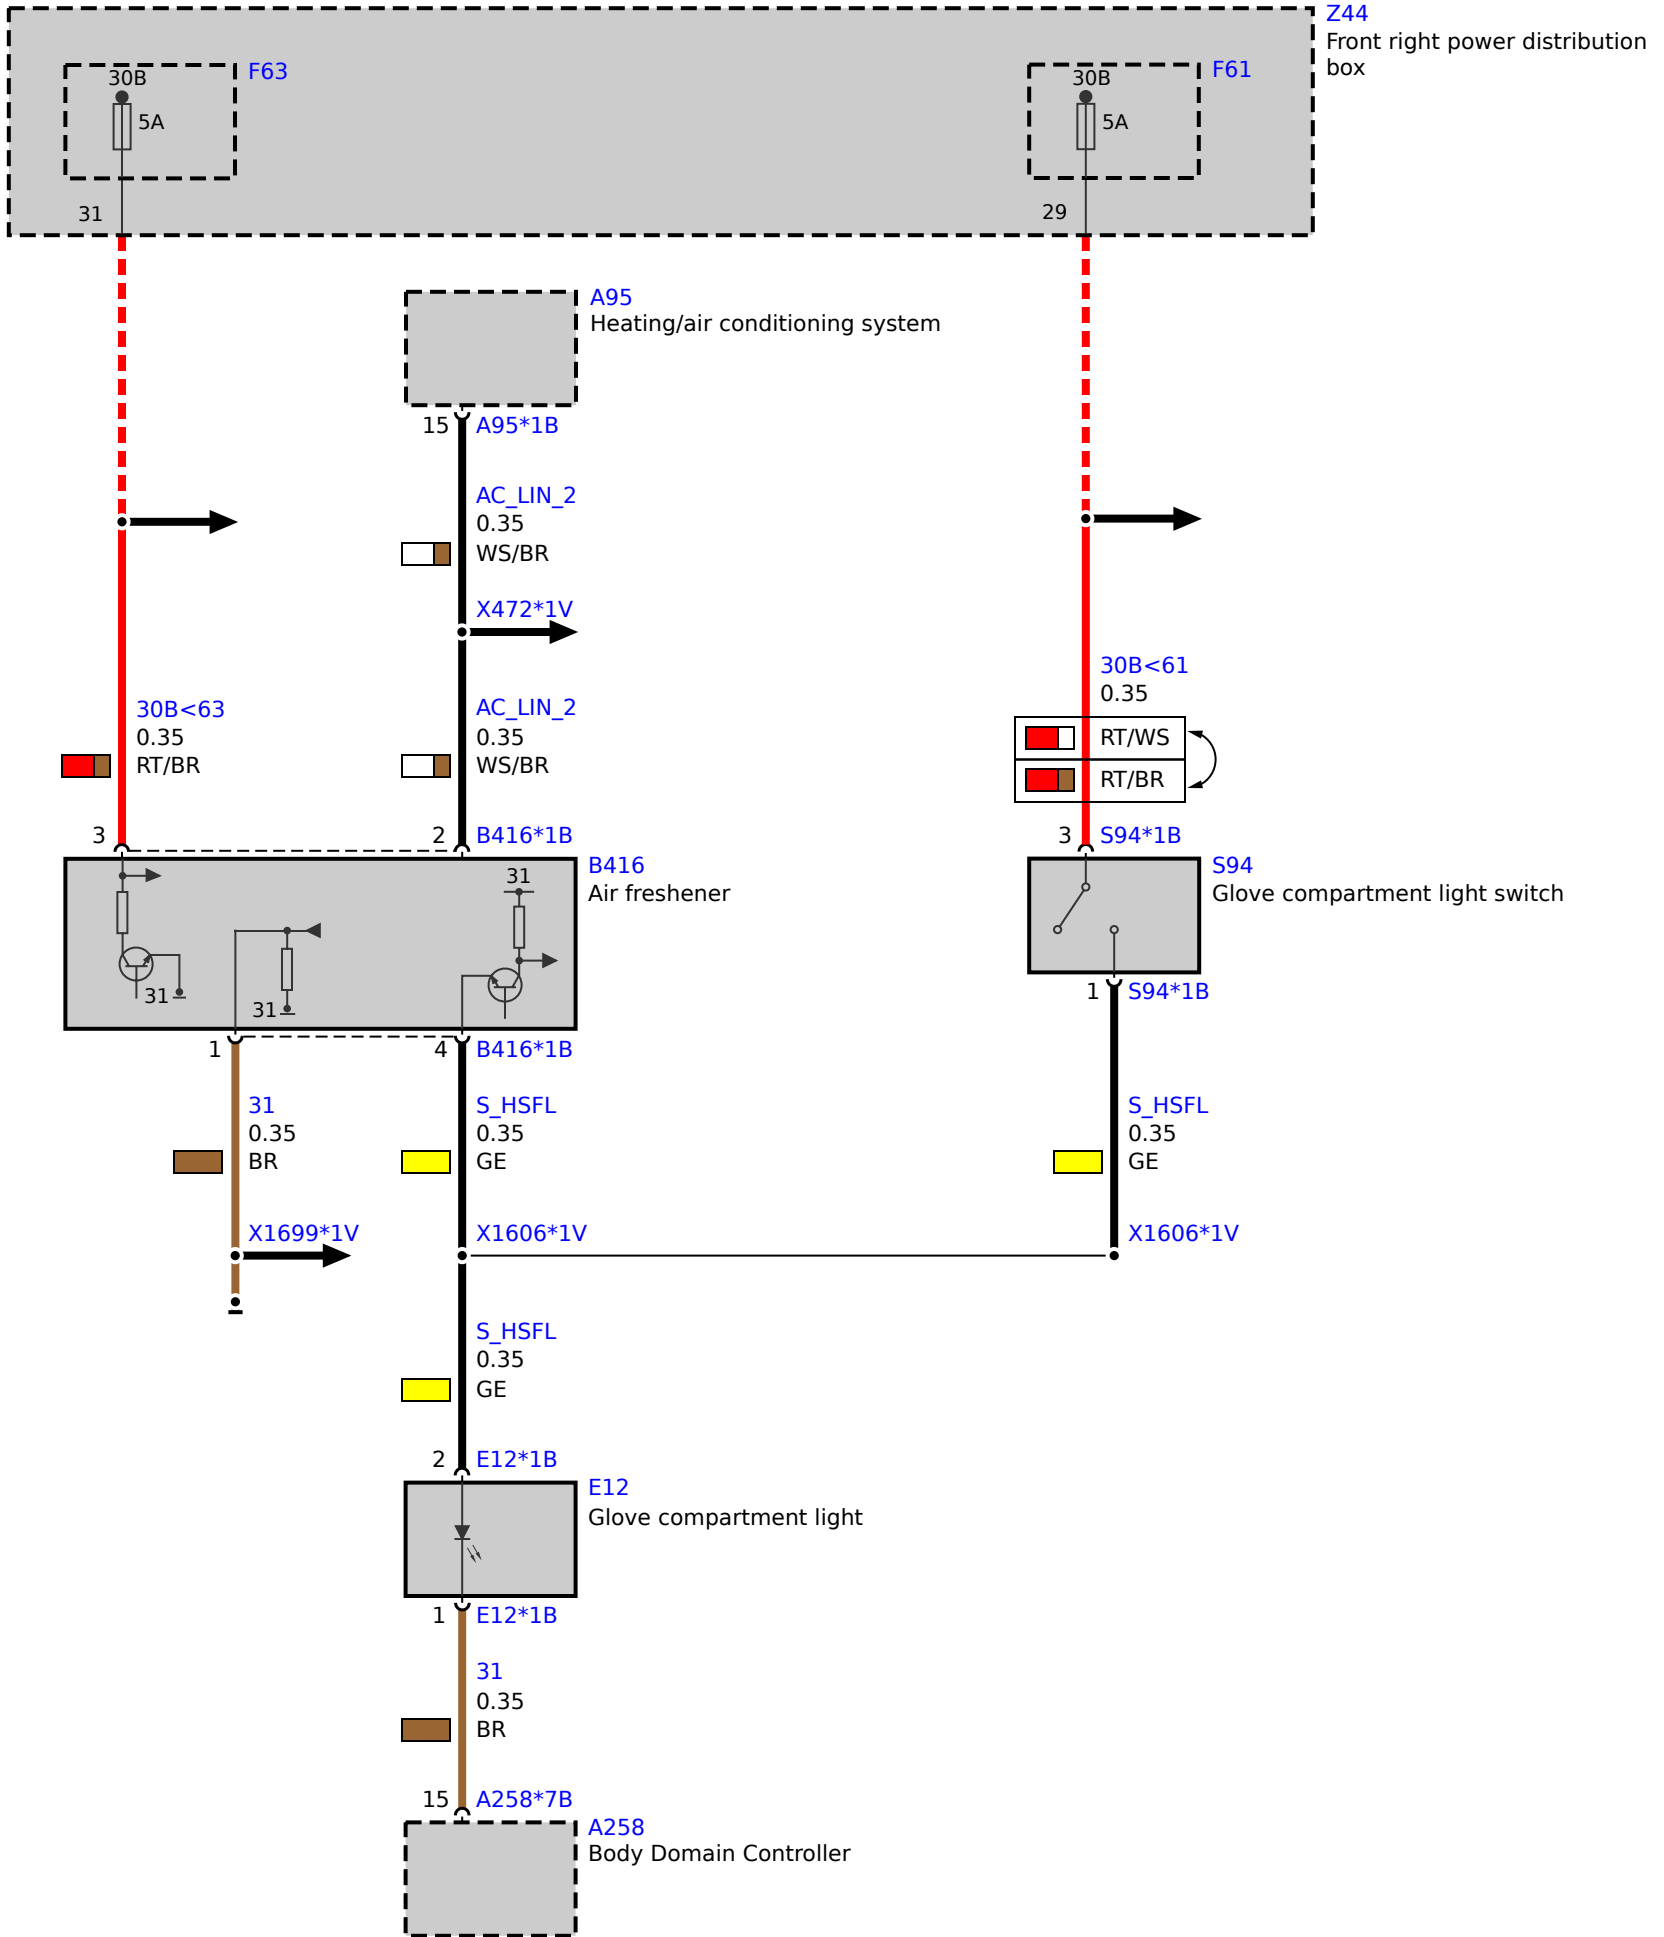 Z44
Front right power distribution
box
F63
30B
5A
31
F61
30B
5A
29
A95
Heating/air conditioning system
15 A95*1B
AC_LIN_2
0.35
WS/BR
X472*1V
30B<61
0.35
RT/WS
RT/BR
30B<63
0.35
RT/BR
AC_LIN_2
0.35
WS/BR
3
2 B416*1B
3 S94*1B
B416
Air freshener
31
31
31
S94
Glove compartment light switch
1 S94*1B
1
4 B416*1B
31
0.35
BR
S_HSFL
0.35
GE
S_HSFL
0.35
GE
X1699*1V
X1606*1V
X1606*1V
S_HSFL
0.35
GE
2 E12*1B
E12
Glove compartment light
1 E12*1B
31
0.35
BR
15 A258*7B
A258
Body Domain Controller